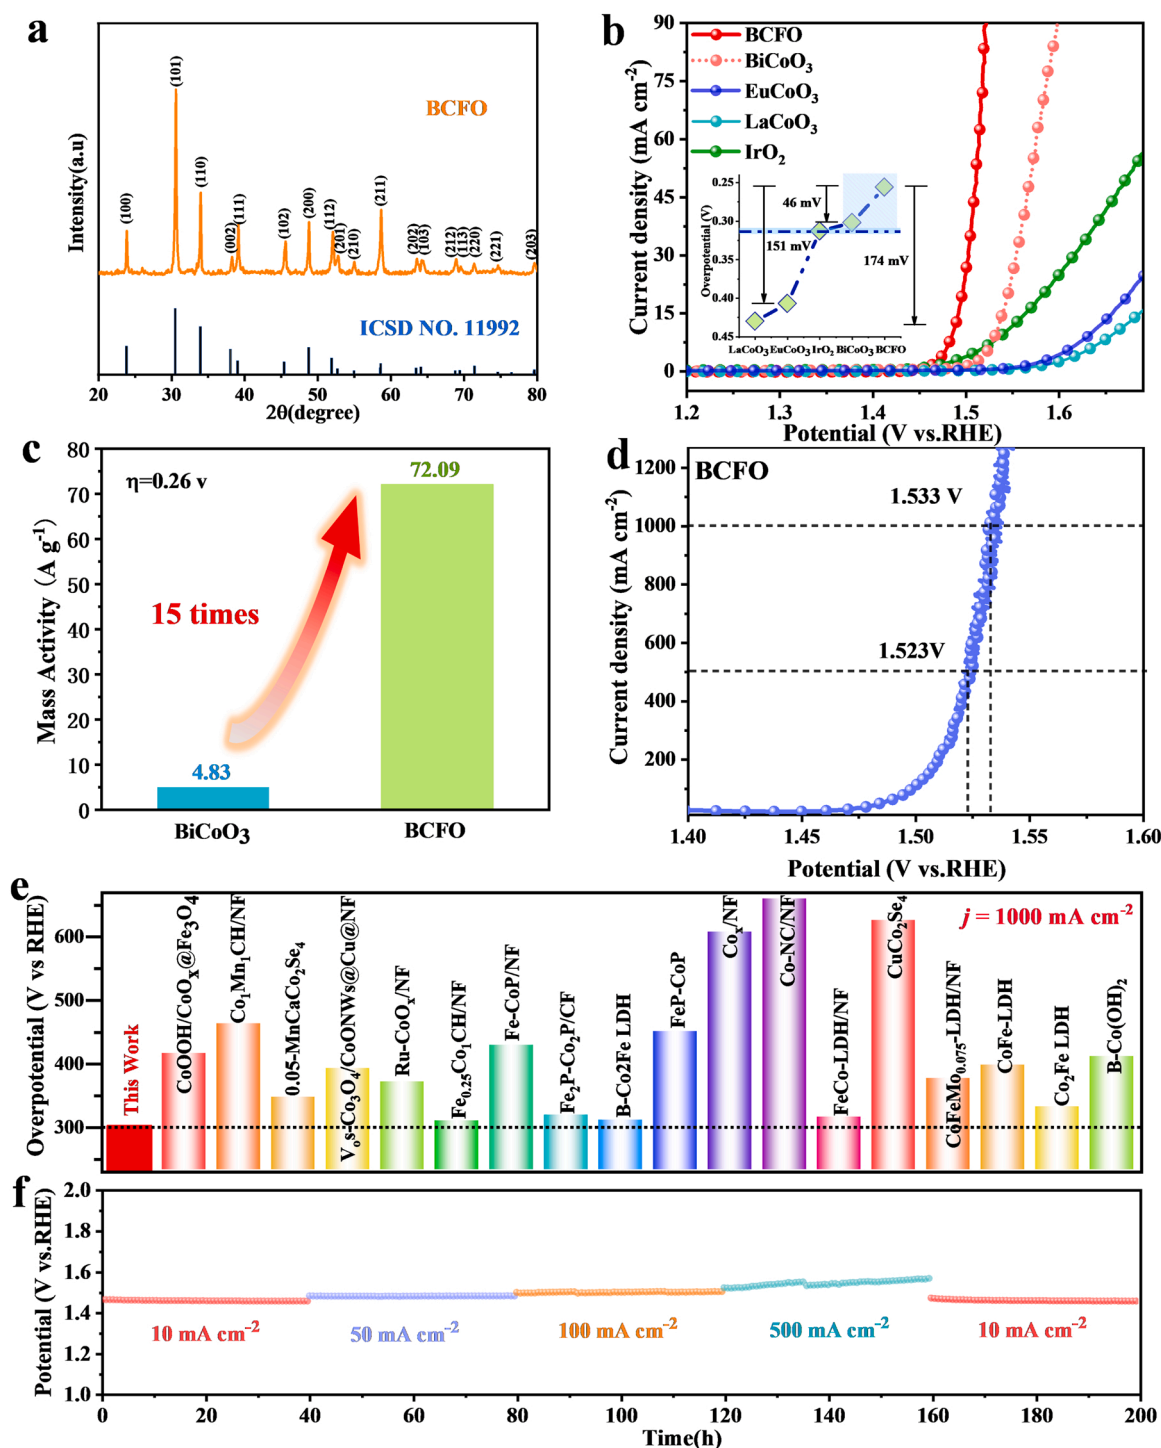 a
BCFO
ICSD NO. 11992
(100)
(101)
(110)
(002)
(111)
(102)
(200)
(112)
(201)
(210)
(211)
(202)
(103)
(212)
(113)
(220)
(221)
(203)
Intensity(a.u)
20 30 40 50 60 70 80
2θ(degree)
b
BCFO
BiCoO3
EuCoO3
LaCoO3
IrO2
Current density (mA cm-2)
90
75
60
45
30
15
0
1.2 1.3 1.4 1.5 1.6
Potential (V vs.RHE)
Overpotential (V)
0.25
0.30
0.35
0.40
0.45
46 mV
151 mV
174 mV
LaCoO3 EuCoO3 IrO2 BiCoO3 BCFO
c
η=0.26 v
15 times
4.83
72.09
Mass Activity (A g-1)
80
70
60
50
40
30
20
10
0
BiCoO3 BCFO
d
BCFO
1.533 V
1.523V
Current density (mA cm-2)
1200
1000
800
600
400
200
1.40 1.45 1.50 1.55 1.60
Potential (V vs.RHE)
e
j = 1000 mA cm-2
Overpotential (V vs RHE)
600
500
400
300
This Work
CoOOH/CoOx@Fe3O4
Co1Mn1CH/NF
0.05-MnCaCo2Se4
Vos-Co3O4/CoONWs@Cu@NF
Ru-CoOx/NF
Fe0.25Co1CH/NF
Fe-CoP/NF
Fe2P-Co2P/CF
B-Co2Fe LDH
FeP-CoP
Cox/NF
Co-NC/NF
FeCo-LDH/NF
CuCo2Se4
CoFeMo0.075-LDH/NF
CoFe-LDH
Co2Fe LDH
B-Co(OH)2
f
Potential (V vs.RHE)
2.0
1.8
1.6
1.4
1.2
1.0
10 mA cm-2 50 mA cm-2 100 mA cm-2 500 mA cm-2 10 mA cm-2
0 20 40 60 80 100 120 140 160 180 200
Time(h)